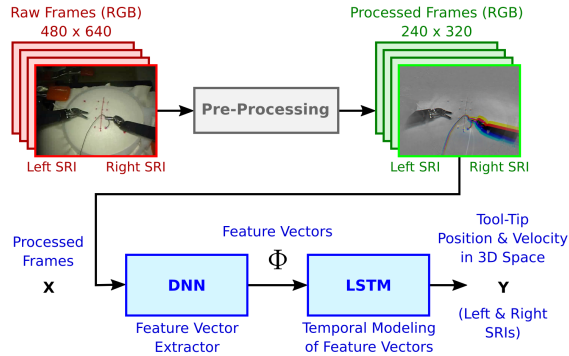 Raw Frames (RGB)
480 x 640
Processed Frames (RGB)
240 x 320
Pre-Processing
Left SRI
Right SRI
Left SRI
Right SRI
Processed
Frames
X
DNN
Feature Vector
Extractor
Feature Vectors
Φ
LSTM
Temporal Modeling
of Feature Vectors
Tool-Tip
Position & Velocity
in 3D Space
Y
(Left & Right
SRIs)